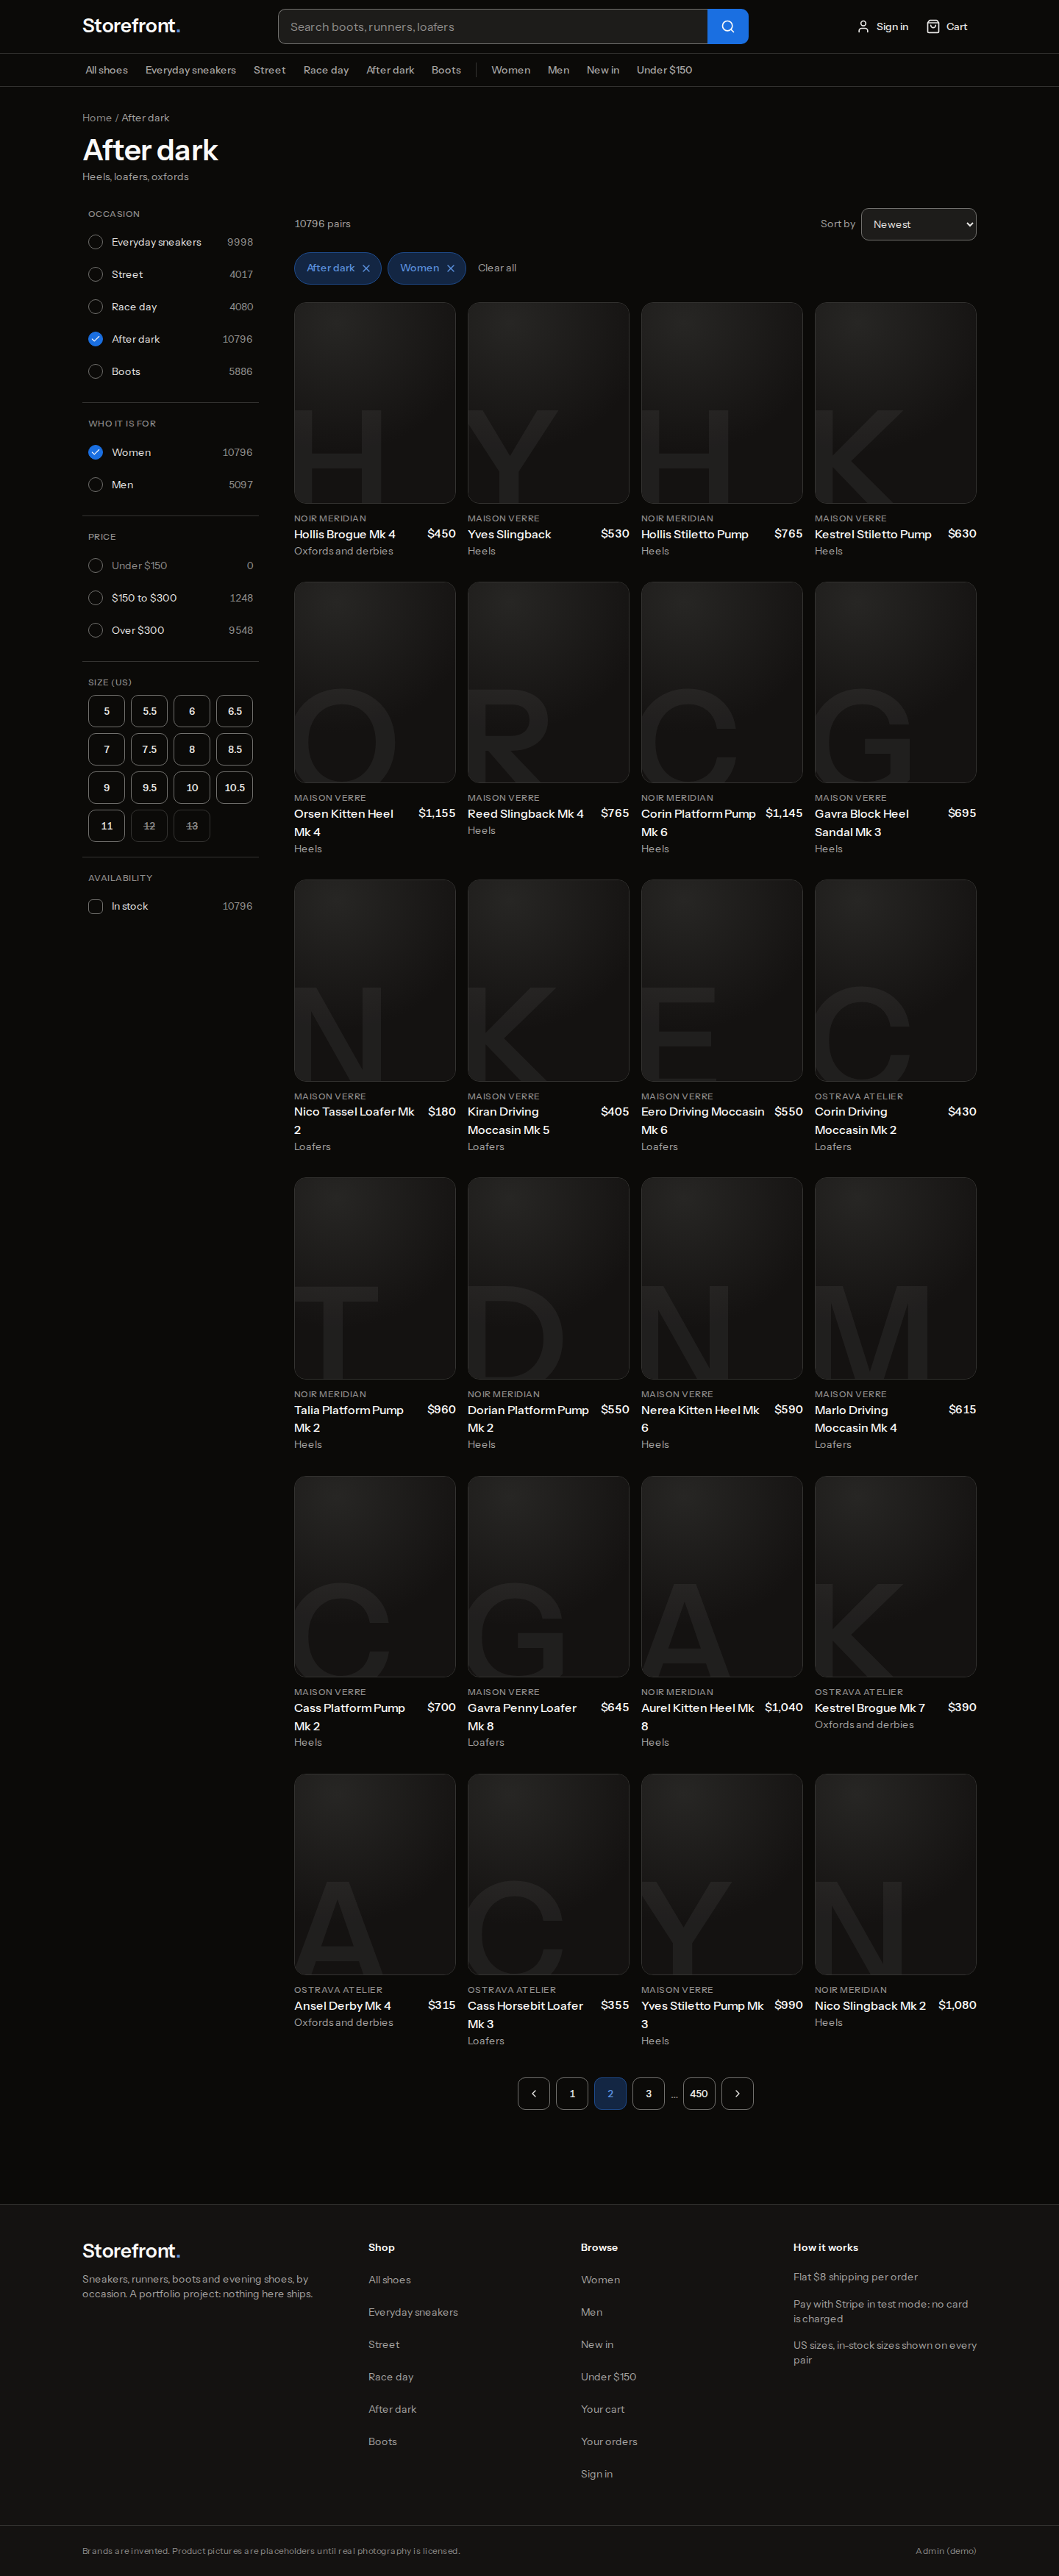 Storefront.
Search boots, runners, loafers
Sign in
Cart
All shoes
Everyday sneakers
Street
Race day
After dark
Boots
Women
Men
New in
Under $150
Home / After dark
After dark
Heels, loafers, oxfords
OCCASION
Everyday sneakers 9998
Street 4017
Race day 4080
After dark 10796
Boots 5886
WHO IT IS FOR
Women 10796
Men 5097
PRICE
Under $150 0
$150 to $300 1248
Over $300 9548
SIZE (US)
5 5.5 6 6.5
7 7.5 8 8.5
9 9.5 10 10.5
11 12 13
AVAILABILITY
In stock 10796
10796 pairs
Sort by Newest
After dark
Women
Clear all
H
NOIR MERIDIAN
Hollis Brogue Mk 4 $450
Oxfords and derbies
Y
MAISON VERRE
Yves Slingback $530
Heels
H
NOIR MERIDIAN
Hollis Stiletto Pump $765
Heels
K
MAISON VERRE
Kestrel Stiletto Pump $630
Heels
O
MAISON VERRE
Orsen Kitten Heel $1,155
Mk 4
Heels
R
MAISON VERRE
Reed Slingback Mk 4 $765
Heels
C
NOIR MERIDIAN
Corin Platform Pump $1,145
Mk 6
Heels
G
MAISON VERRE
Gavra Block Heel $695
Sandal Mk 3
Heels
N
MAISON VERRE
Nico Tassel Loafer Mk $180
2
Loafers
K
MAISON VERRE
Kiran Driving $405
Moccasin Mk 5
Loafers
E
MAISON VERRE
Eero Driving Moccasin $550
Mk 6
Loafers
C
OSTRAVA ATELIER
Corin Driving $430
Moccasin Mk 2
Loafers
T
NOIR MERIDIAN
Talia Platform Pump $960
Mk 2
Heels
D
NOIR MERIDIAN
Dorian Platform Pump $550
Mk 2
Heels
N
MAISON VERRE
Nerea Kitten Heel Mk $590
6
Heels
M
MAISON VERRE
Marlo Driving $615
Moccasin Mk 4
Loafers
C
MAISON VERRE
Cass Platform Pump $700
Mk 2
Heels
G
MAISON VERRE
Gavra Penny Loafer $645
Mk 8
Loafers
A
NOIR MERIDIAN
Aurel Kitten Heel Mk $1,040
8
Heels
K
OSTRAVA ATELIER
Kestrel Brogue Mk 7 $390
Oxfords and derbies
A
OSTRAVA ATELIER
Ansel Derby Mk 4 $315
Oxfords and derbies
C
OSTRAVA ATELIER
Cass Horsebit Loafer $355
Mk 3
Loafers
Y
MAISON VERRE
Yves Stiletto Pump Mk $990
3
Heels
N
NOIR MERIDIAN
Nico Slingback Mk 2 $1,080
Heels
1 2 3 ... 450
Storefront.
Sneakers, runners, boots and evening shoes, by
occasion. A portfolio project: nothing here ships.
Shop
All shoes
Everyday sneakers
Street
Race day
After dark
Boots
Browse
Women
Men
New in
Under $150
Your cart
Your orders
Sign in
How it works
Flat $8 shipping per order
Pay with Stripe in test mode: no card
is charged
US sizes, in-stock sizes shown on every
pair
Brands are invented. Product pictures are placeholders until real photography is licensed.
Admin (demo)